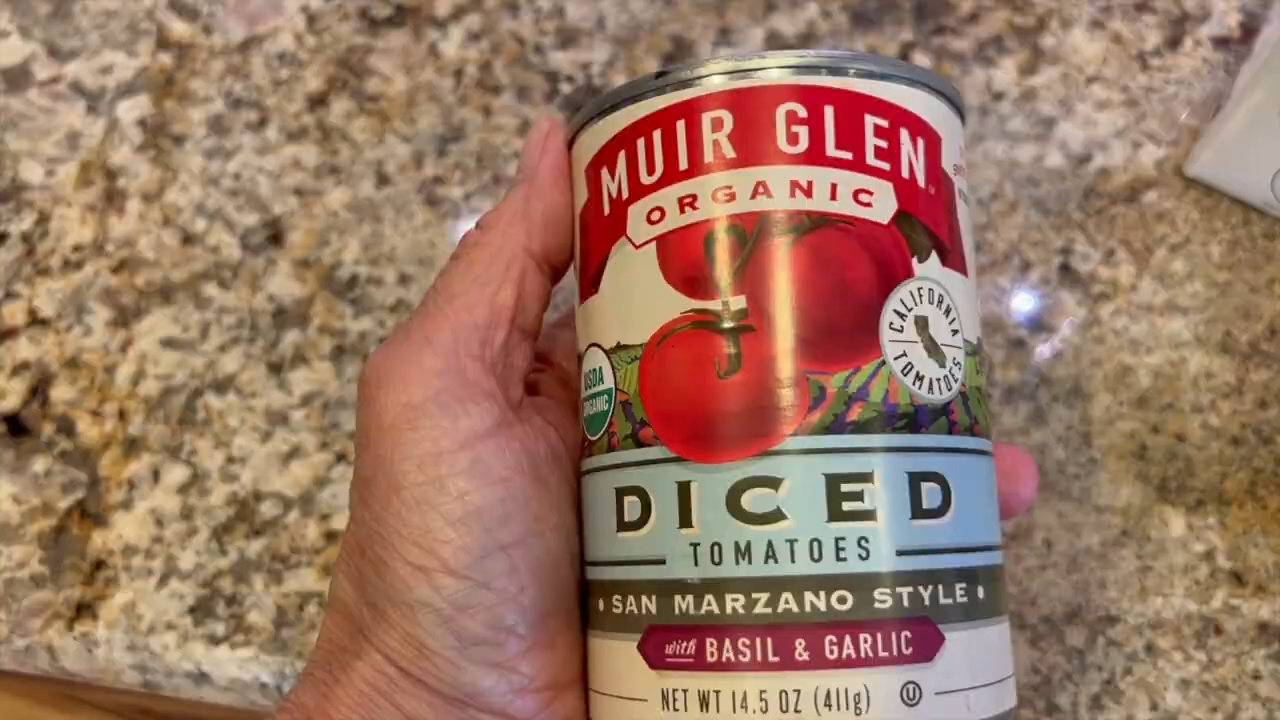 MUIR GLEN
ORGANIC
CALIFORNIA
TOMATOES
USDA
ORGANIC
DICED
TOMATOES
• SAN MARZANO STYLE •
with BASIL & GARLIC
NET WT 14.5 OZ (411g) U